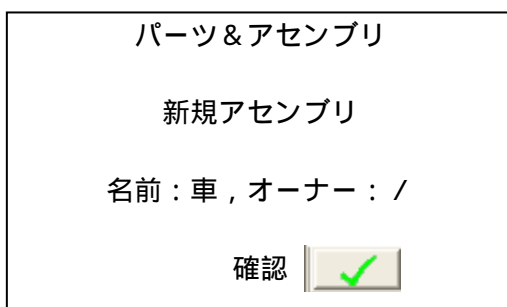 パーツ&アセンブリ
新規アセンブリ
名前：車，オーナー：/
確認